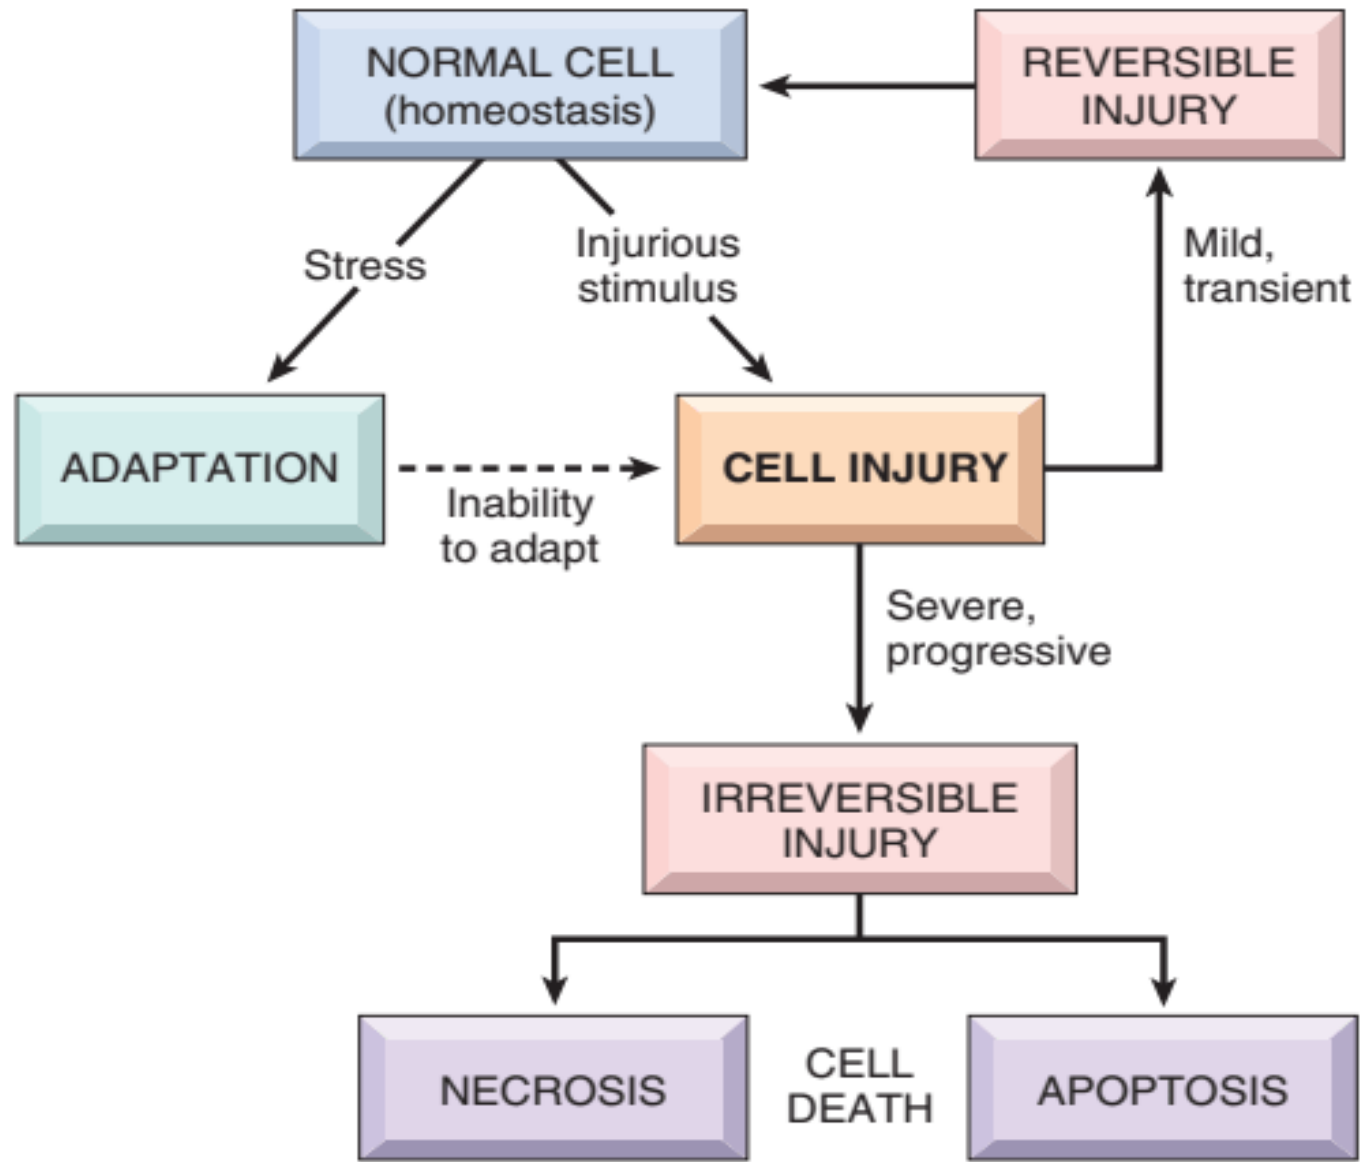 NORMAL CELL
(homeostasis)
REVERSIBLE
INJURY
Stress
Injurious
stimulus
Mild,
transient
ADAPTATION
Inability
to adapt
CELL INJURY
Severe,
progressive
IRREVERSIBLE
INJURY
NECROSIS
CELL
DEATH
APOPTOSIS